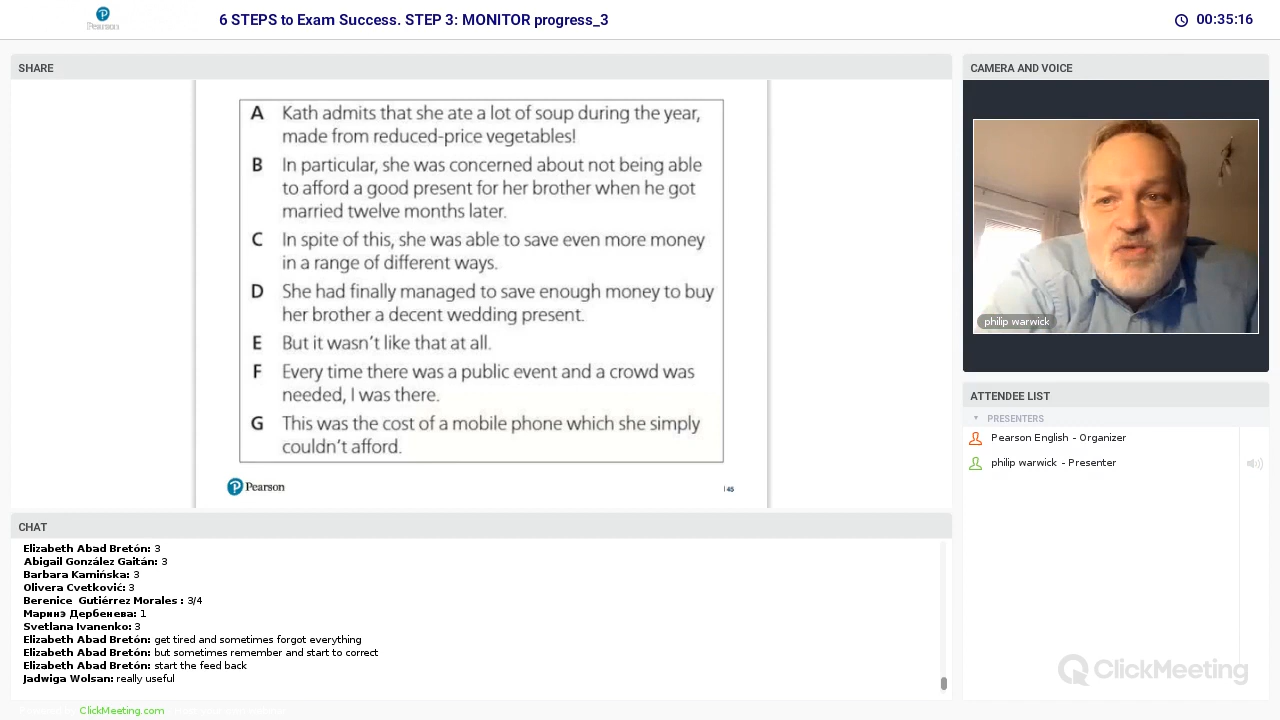 Pearson
6 STEPS to Exam Success. STEP 3: MONITOR progress_3
00:35:16
SHARE
A Kath admits that she ate a lot of soup during the year,
made from reduced-price vegetables!
B In particular, she was concerned about not being able
to afford a good present for her brother when he got
married twelve months later.
C In spite of this, she was able to save even more money
in a range of different ways.
D She had finally managed to save enough money to buy
her brother a decent wedding present.
E But it wasn't like that at all.
F Every time there was a public event and a crowd was
needed, I was there.
G This was the cost of a mobile phone which she simply
couldn't afford.
Pearson
45
CAMERA AND VOICE
philip warwick
ATTENDEE LIST
PRESENTERS
Pearson English - Organizer
philip warwick - Presenter
CHAT
Elizabeth Abad Bretón: 3
Abigail González Gaitán: 3
Barbara Kamińska: 3
Olivera Cvetković: 3
Berenice Gutiérrez Morales : 3/4
Маринэ Дербенева: 1
Svetlana Ivanenko: 3
Elizabeth Abad Bretón: get tired and sometimes forgot everything
Elizabeth Abad Bretón: but sometimes remember and start to correct
Elizabeth Abad Bretón: start the feed back
Jadwiga Wolsan: really useful
ClickMeeting
ClickMeeting.com